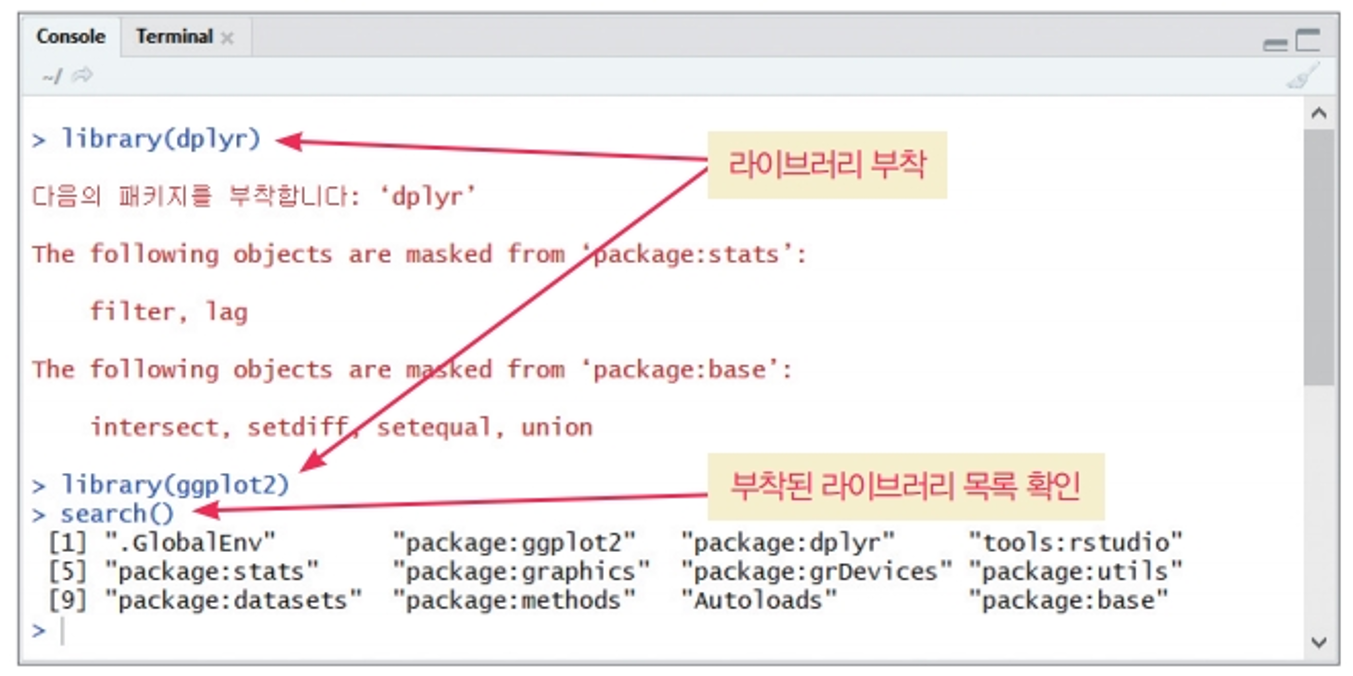 Console Terminal ×
~/
> library(dplyr)
라이브러리 부착
다음의 패키지를 부착합니다: ‘dplyr’
The following objects are masked from ‘package:stats’:
filter, lag
The following objects are masked from ‘package:base’:
intersect, setdiff, setequal, union
> library(ggplot2)
부착된 라이브러리 목록 확인
> search()
[1] ".GlobalEnv" "package:ggplot2" "package:dplyr" "tools:rstudio"
[5] "package:stats" "package:graphics" "package:grDevices" "package:utils"
[9] "package:datasets" "package:methods" "Autoloads" "package:base"
>